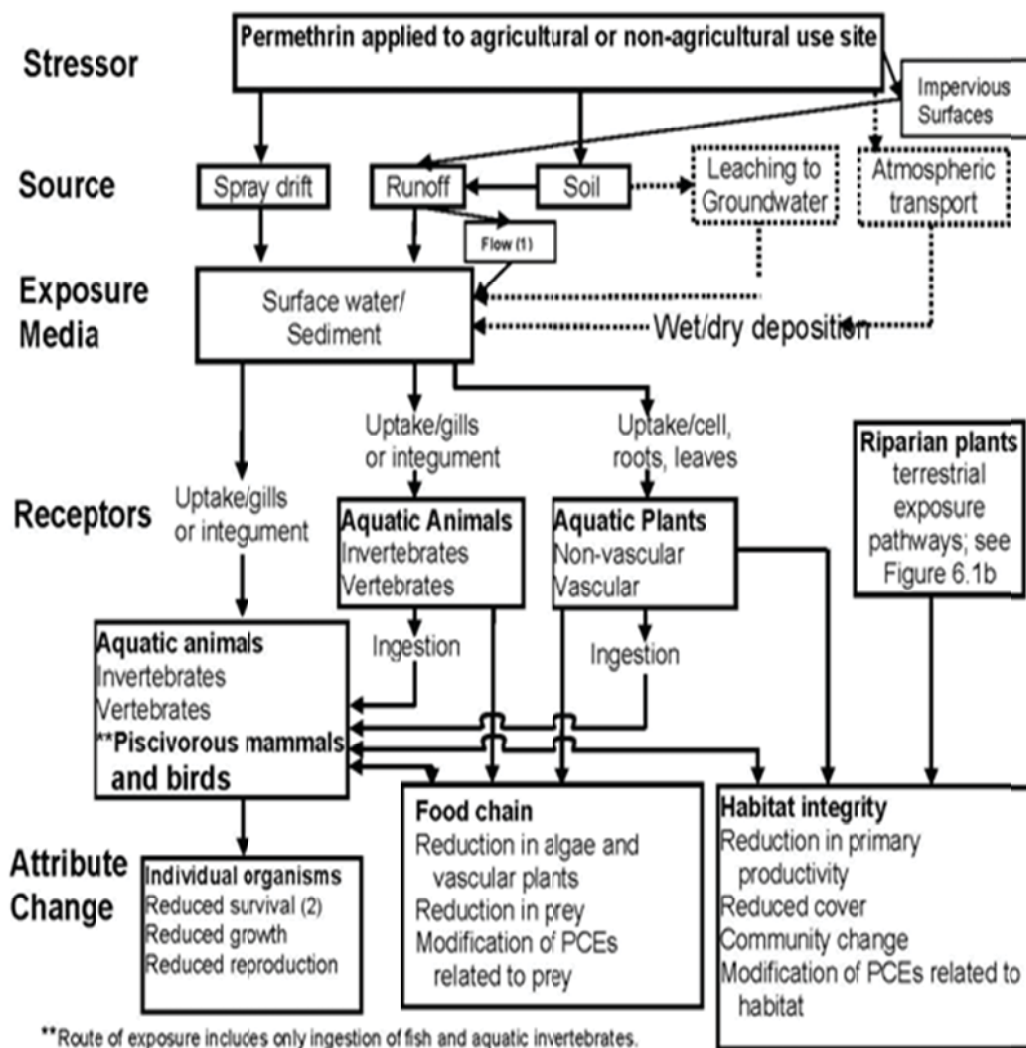 Permethrin applied to agricultural or non-agricultural use site
Stressor
Impervious
Surfaces
Source
Spray drift
Runoff
Soil
Leaching to
Groundwater
Atmospheric
transport
Flow (1)
Exposure
Media
Surface water/
Sediment
Wet/dry deposition
Uptake/gills
or integument
Uptake/cell,
roots, leaves
Riparian plants
terrestrial
exposure
pathways; see
Figure 6.1b
Receptors
Uptake/gills
or integument
Aquatic Animals
Invertebrates
Vertebrates
Aquatic Plants
Non-vascular
Vascular
Ingestion
Ingestion
Aquatic animals
Invertebrates
Vertebrates
**Piscivorous mammals
and birds
Attribute
Change
Individual organisms
Reduced survival (2)
Reduced growth
Reduced reproduction
Food chain
Reduction in algae and
vascular plants
Reduction in prey
Modification of PCEs
related to prey
Habitat integrity
Reduction in primary
productivity
Reduced cover
Community change
Modification of PCEs related to
habitat
**Route of exposure includes only ingestion of fish and aquatic invertebrates.